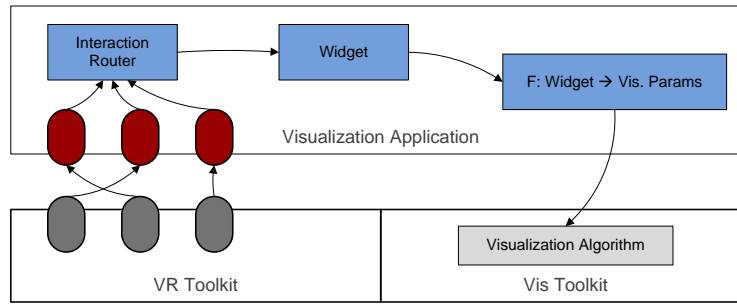 Interaction
Router
Widget
F: Widget → Vis. Params
Visualization Application
Visualization Algorithm
VR Toolkit
Vis Toolkit